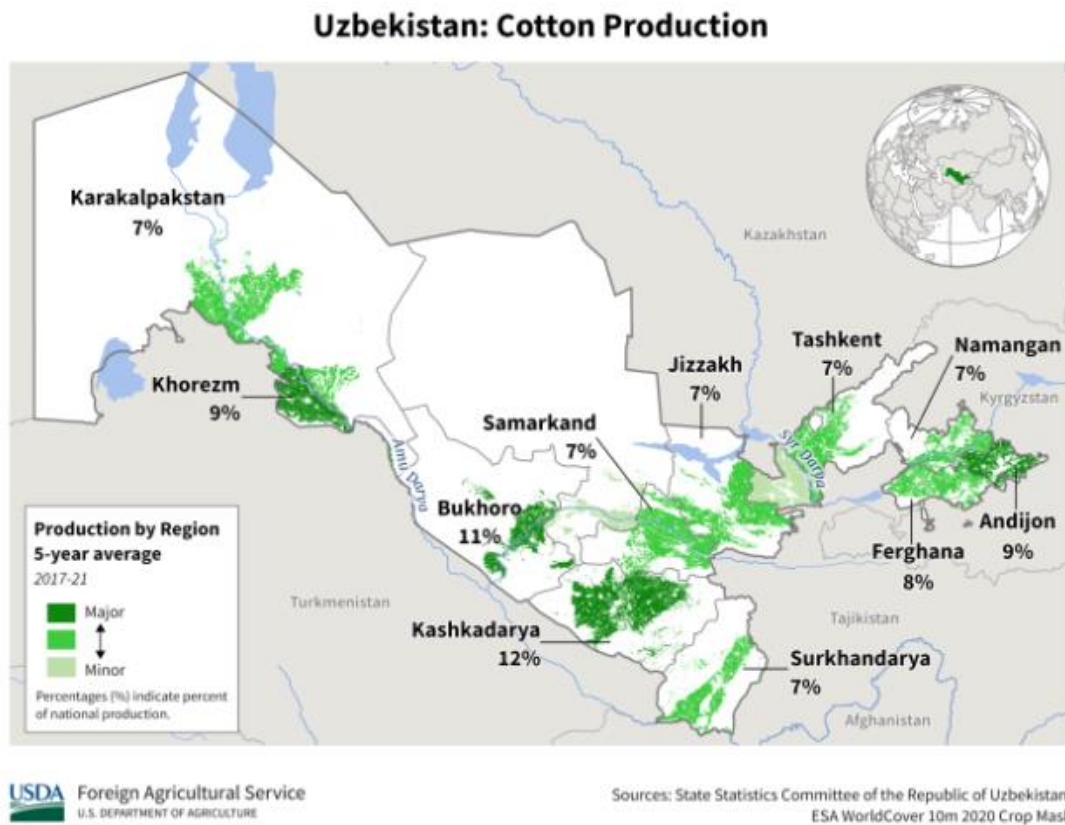 Uzbekistan: Cotton Production
Karakalpakstan
7%
Kazakhstan
Tashkent
7%
Namangan
7%
Jizzakh
7%
Kyrgyzstan
Khorezm
9%
Samarkand
7%
Syr Darya
Amu Darya
Bukhoro
11%
Andijon
9%
Ferghana
8%
Production by Region
5-year average
2017-21
Major
Minor
Percentages (%) indicate percent
of national production.
Turkmenistan
Kashkadarya
12%
Tajikistan
Surkhandarya
7%
Afghanistan
USDA
Foreign Agricultural Service
U.S. DEPARTMENT OF AGRICULTURE
Sources: State Statistics Committee of the Republic of Uzbekistan
ESA WorldCover 10m 2020 Crop Mask